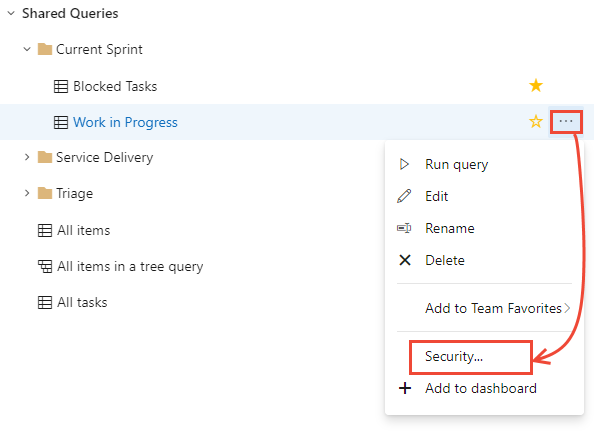 Shared Queries
Current Sprint
Blocked Tasks
Work in Progress
...
Run query
Edit
Rename
Delete
Add to Team Favorites
Security...
Add to dashboard
Service Delivery
Triage
All items
All items in a tree query
All tasks